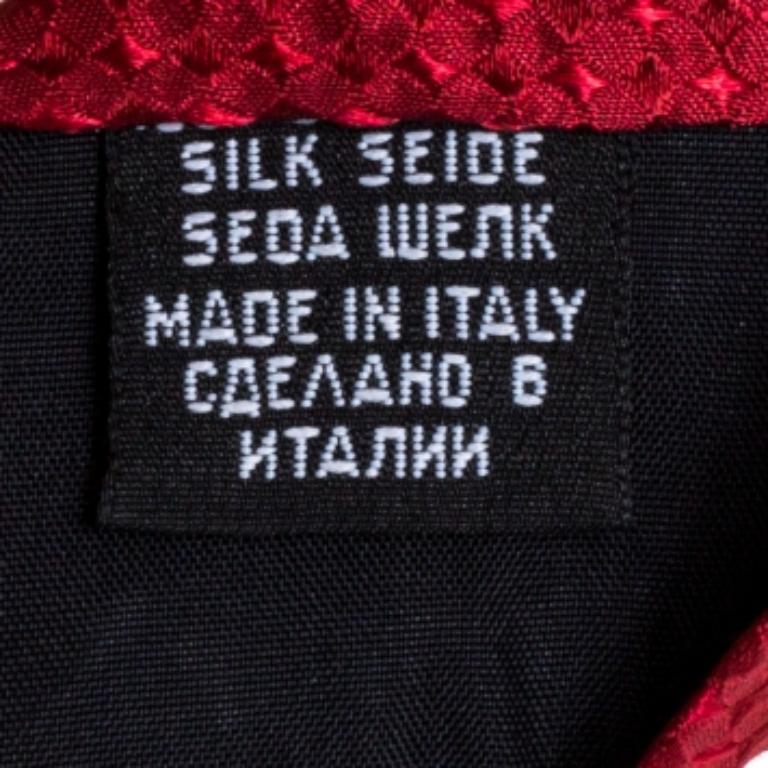 SILK SEIDE
SEDA ШЕЛК
MADE IN ITALY
СДЕЛАНО В
ИТАЛИИ